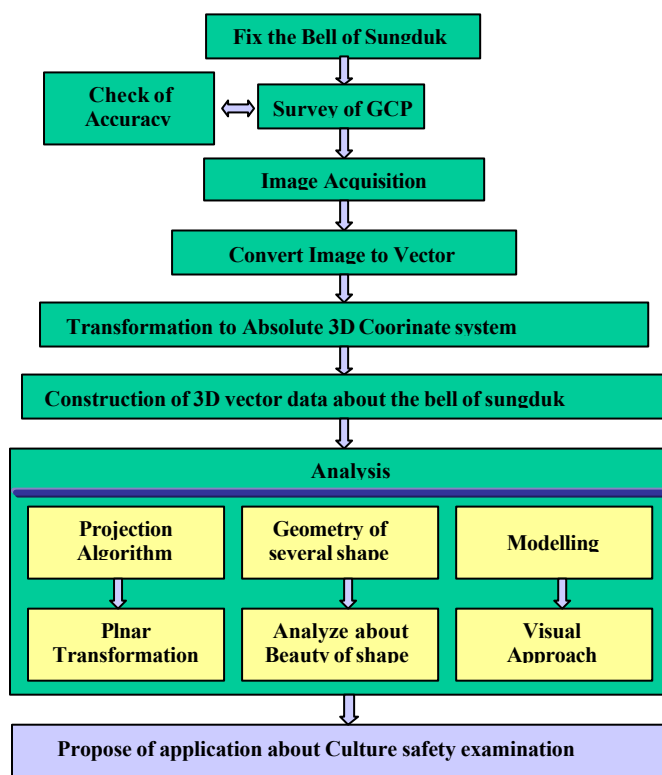 Fix the Bell of Sungduk
Check of
Accuracy
Survey of GCP
Image Acquisition
Convert Image to Vector
Transformation to Absolute 3D Coorinate system
Construction of 3D vector data about the bell of sungduk
Analysis
Projection
Algorithm
Geometry of
several shape
Modelling
Plnar
Transformation
Analyze about
Beauty of shape
Visual
Approach
Propose of application about Culture safety examination